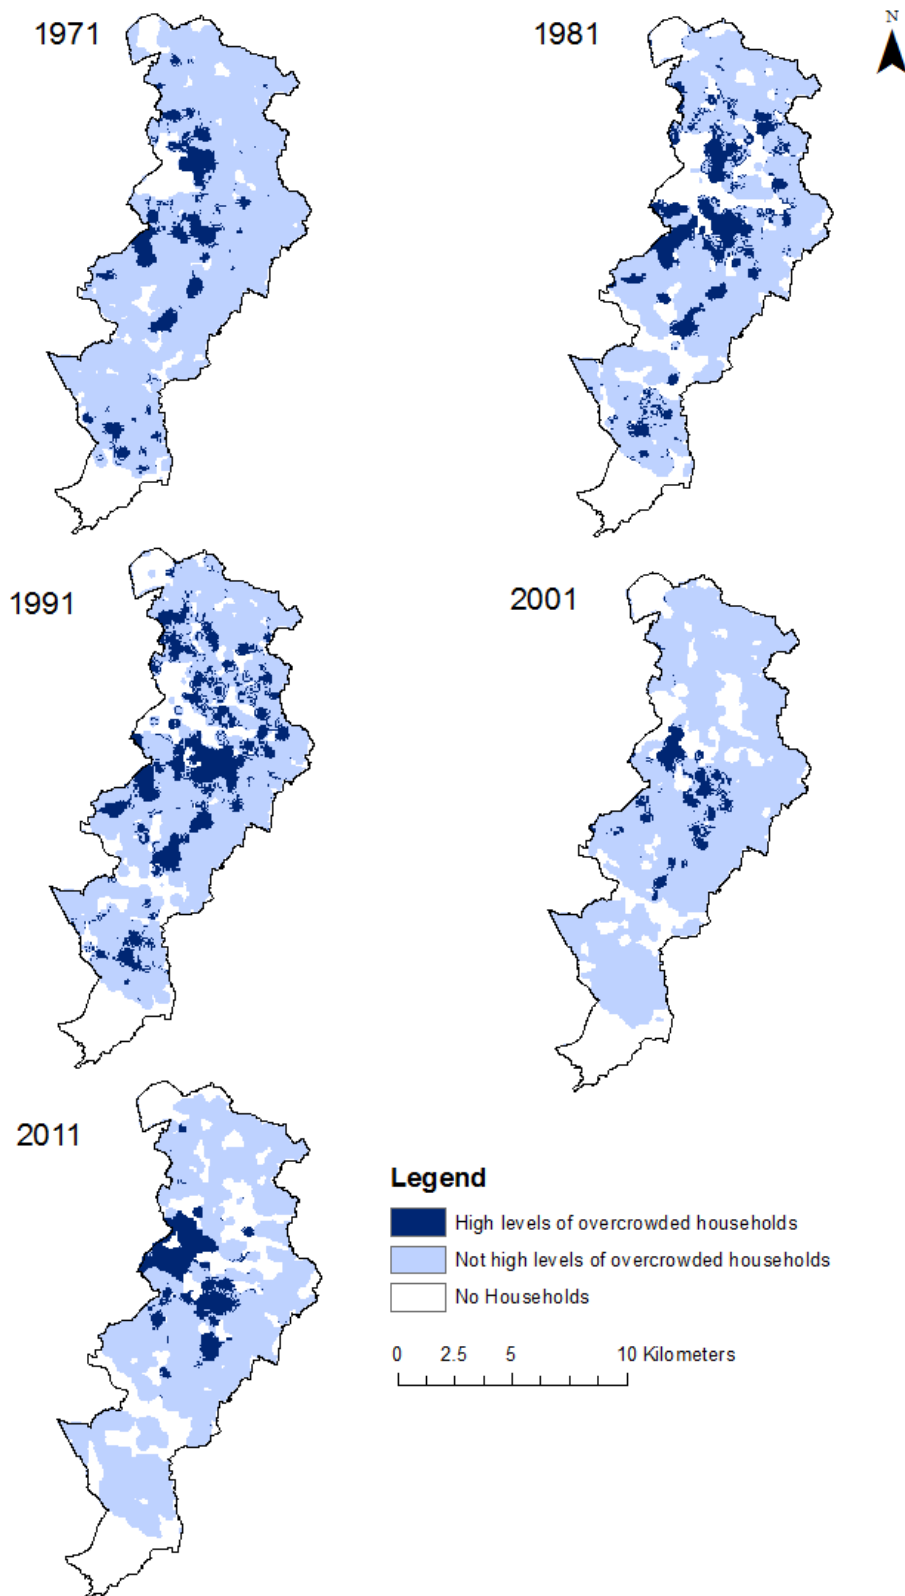 1971
1981
N
1991
2001
2011
Legend
High levels of overcrowded households
Not high levels of overcrowded households
No Households
0 2.5 5 10 Kilometers